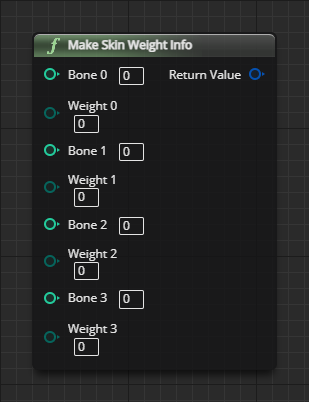 f Make Skin Weight Info
Bone 0 0 Return Value
Weight 0
0
Bone 1 0
Weight 1
0
Bone 2 0
Weight 2
0
Bone 3 0
Weight 3
0